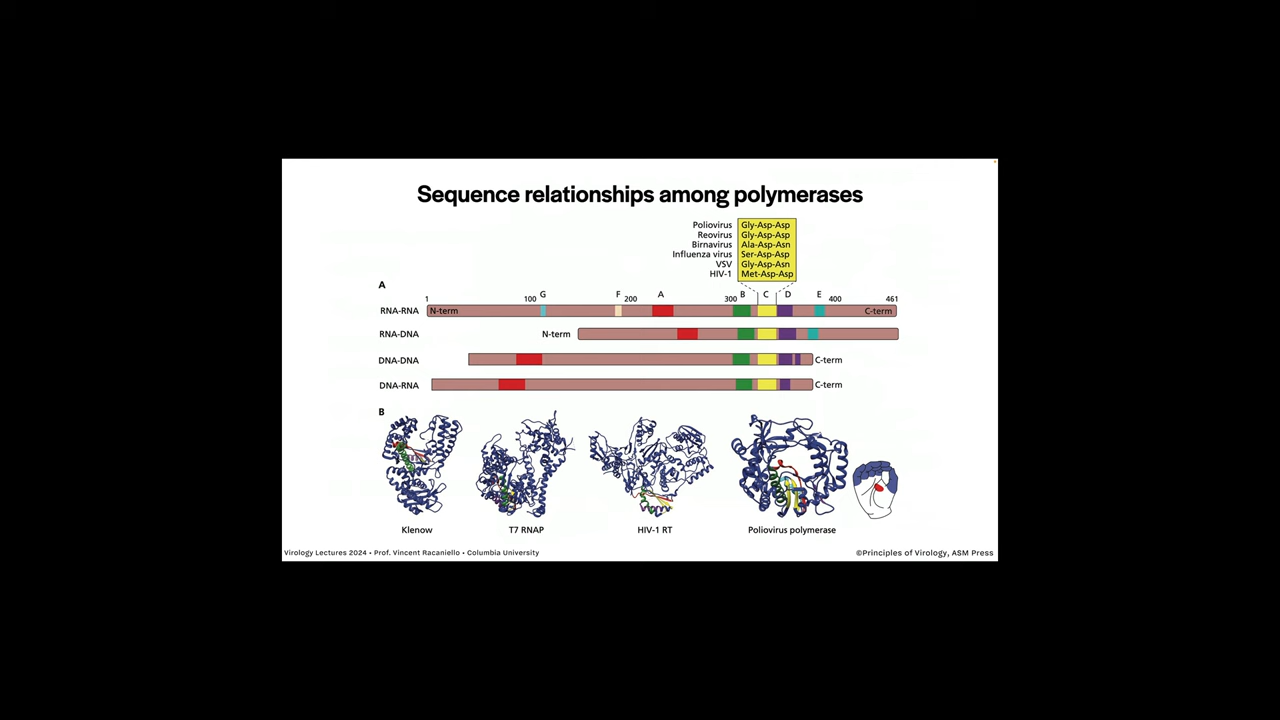 Sequence relationships among polymerases
Poliovirus Gly-Asp-Asp
Reovirus Gly-Asp-Asp
Birnavirus Ala-Asp-Asn
Influenza virus Ser-Asp-Asp
VSV Gly-Asp-Asn
HIV-1 Met-Asp-Asp
A
G F A B C D E
1 100 200 300 400 461
RNA-RNA N-term C-term
RNA-DNA N-term
DNA-DNA C-term
DNA-RNA C-term
B
Klenow T7 RNAP HIV-1 RT Poliovirus polymerase
Virology Lectures 2024 • Prof. Vincent Racaniello • Columbia University ©Principles of Virology, ASM Press